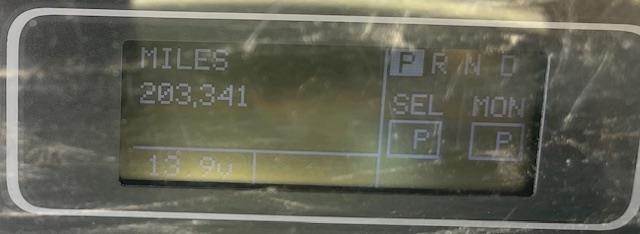 MILES
203,341
P R N D
SEL MON
P P
13.9v